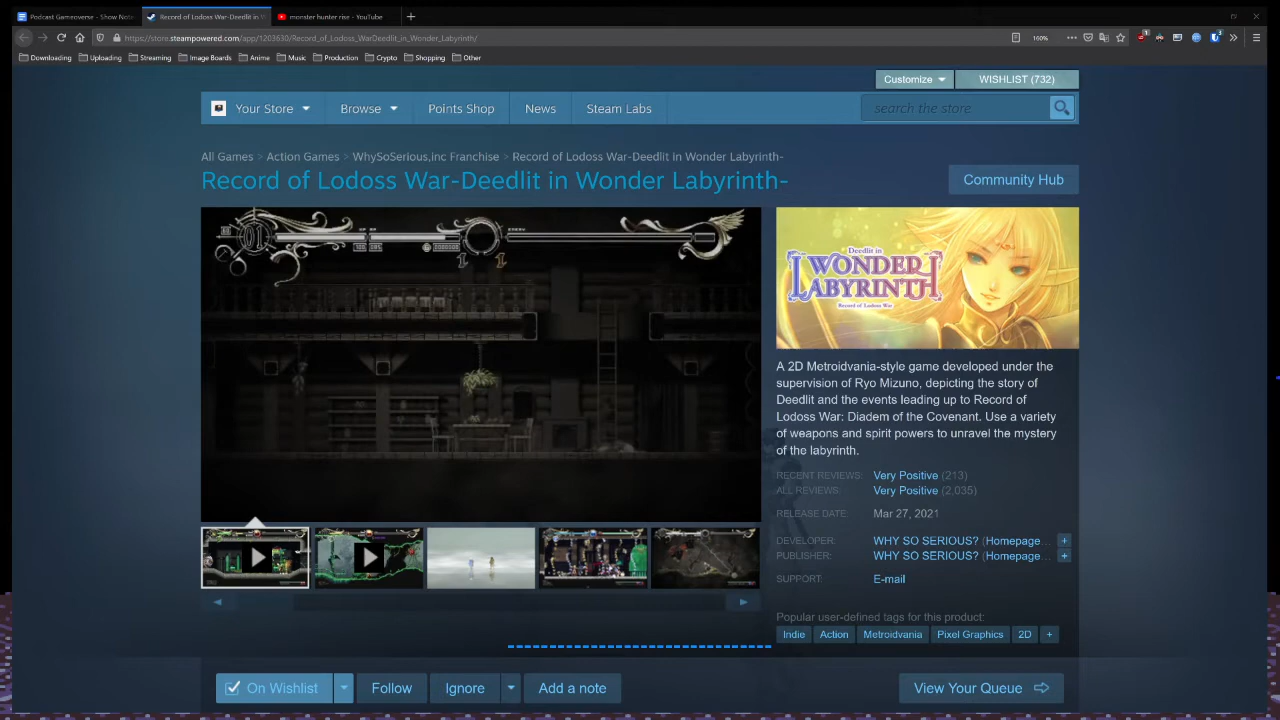 Podcast Gameoverse - Show Note
Record of Lodoss War-Deedlit in W
monster hunter rise - YouTube
https://store.steampowered.com/app/1203630/Record_of_Lodoss_WarDeedlit_in_Wonder_Labyrinth/
160%
Downloading Uploading Streaming Image Boards Anime Music Production Crypto Shopping Other
Customize
WISHLIST (732)
Your Store Browse Points Shop News Steam Labs
search the store
All Games > Action Games > WhySoSerious,inc Franchise > Record of Lodoss War-Deedlit in Wonder Labyrinth-
Record of Lodoss War-Deedlit in Wonder Labyrinth-
Community Hub
01
Deedlit in
WONDER
LABYRINTH
Record of Lodoss War
A 2D Metroidvania-style game developed under the
supervision of Ryo Mizuno, depicting the story of
Deedlit and the events leading up to Record of
Lodoss War: Diadem of the Covenant. Use a variety
of weapons and spirit powers to unravel the mystery
of the labyrinth.
RECENT REVIEWS: Very Positive (213)
ALL REVIEWS: Very Positive (2,035)
RELEASE DATE: Mar 27, 2021
DEVELOPER: WHY SO SERIOUS? (Homepage... +
PUBLISHER: WHY SO SERIOUS? (Homepage... +
SUPPORT: E-mail
Popular user-defined tags for this product:
Indie Action Metroidvania Pixel Graphics 2D +
On Wishlist Follow Ignore Add a note View Your Queue